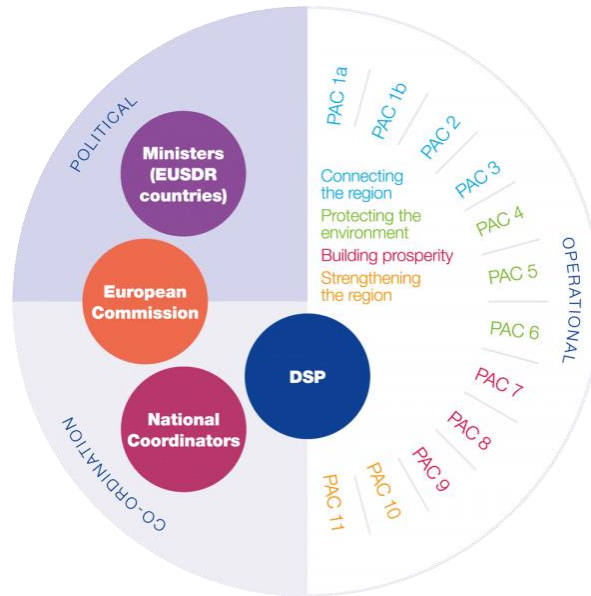 POLITICAL
Ministers
(EUSDR
countries)
European
Commission
National
Coordinators
CO-ORDINATION
DSP
Connecting
the region
Protecting the
environment
Building prosperity
Strengthening
the region
PAC 1a
PAC 1b
PAC 2
PAC 3
PAC 4
PAC 5
PAC 6
PAC 7
PAC 8
PAC 9
PAC 10
PAC 11
OPERATIONAL